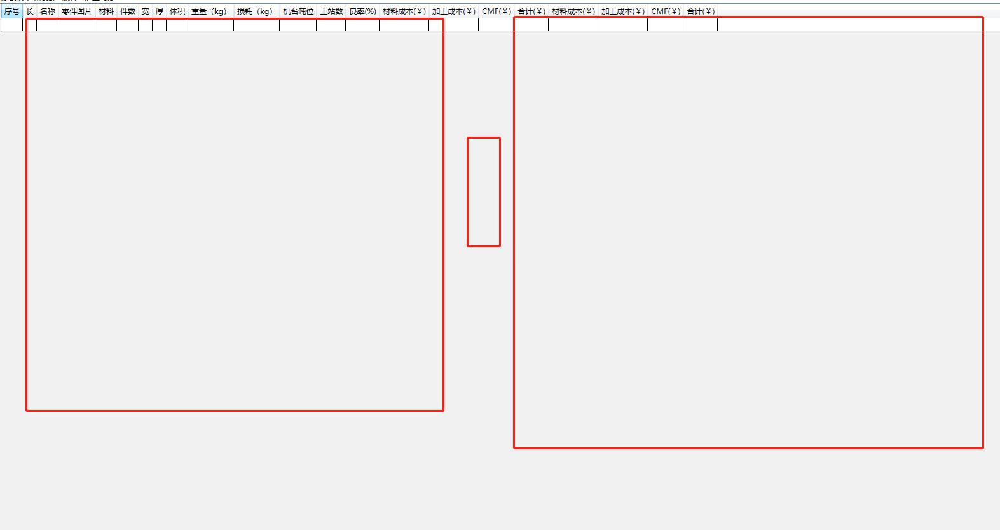 序号 长 名称 零件图片 材料 件数 宽 厚 体积 重量（kg） 损耗（kg） 机台吨位 工站数 良率(%) 材料成本(￥) 加工成本(￥) CMF(￥) 合计(￥) 材料成本(￥) 加工成本(￥) CMF(￥) 合计(￥)